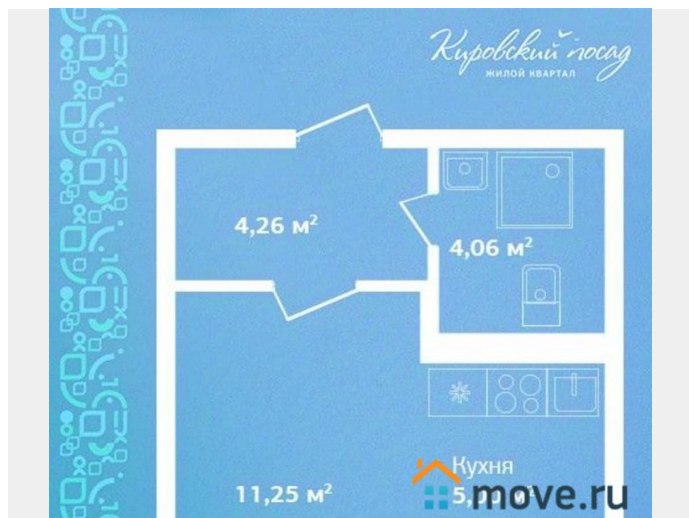 Кировский посад
ЖИЛОЙ КВАРТАЛ
4,26 м²
4,06 м²
Кухня
11,25 м²
move.ru